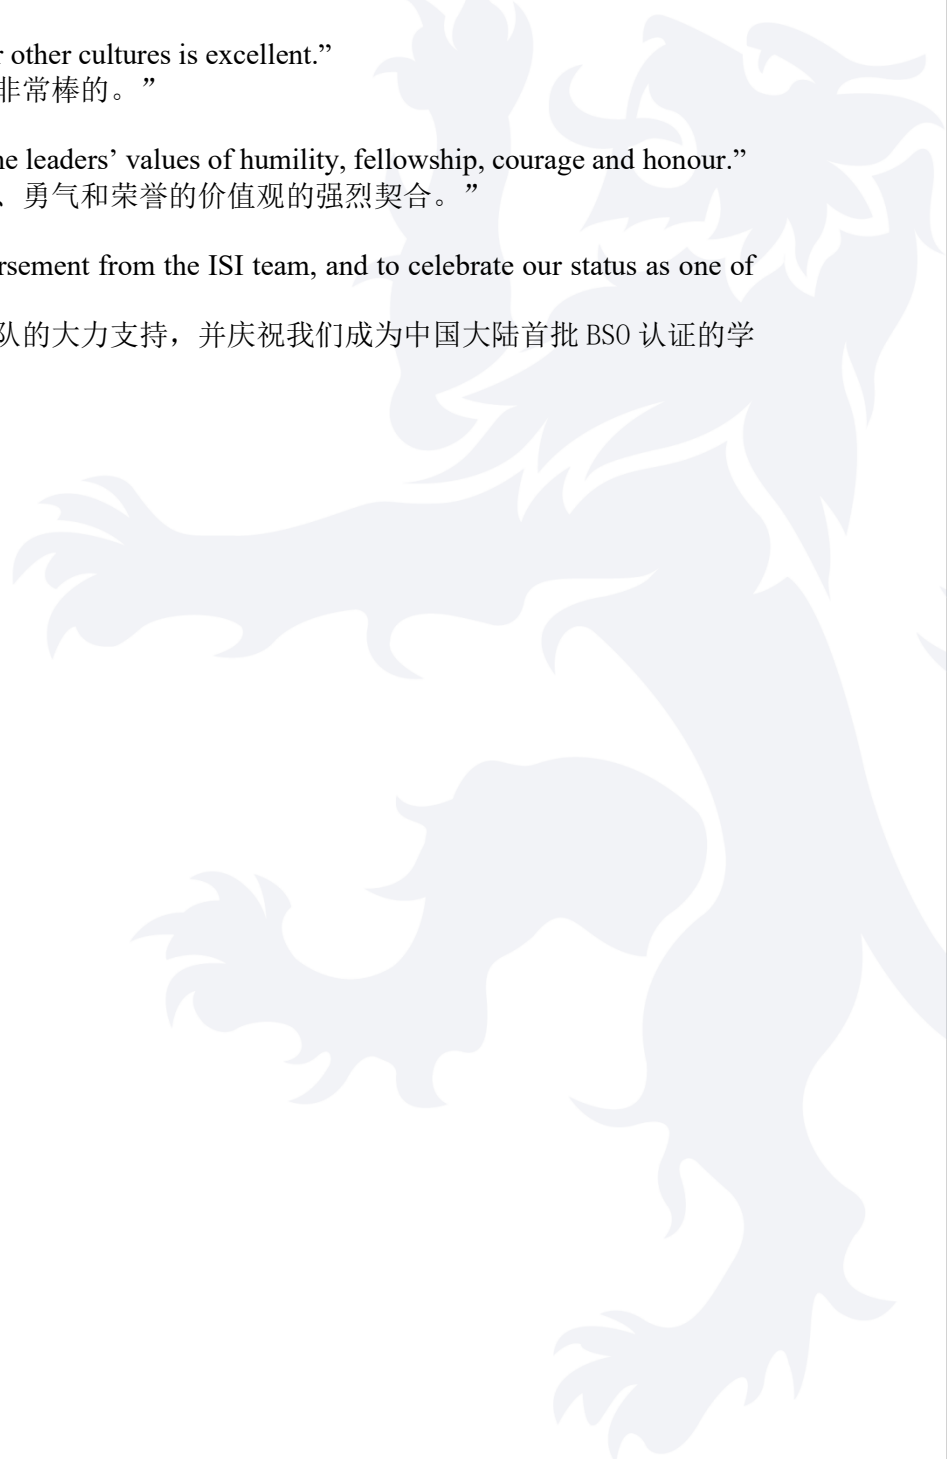 other cultures is excellent.”
非常棒的。”
leaders’ values of humility, fellowship, courage and honour.”
、勇气和荣誉的价值观的强烈契合。”
from the ISI team, and to celebrate our status as one of
队的大力支持，并庆祝我们成为中国大陆首批 BSO 认证的学